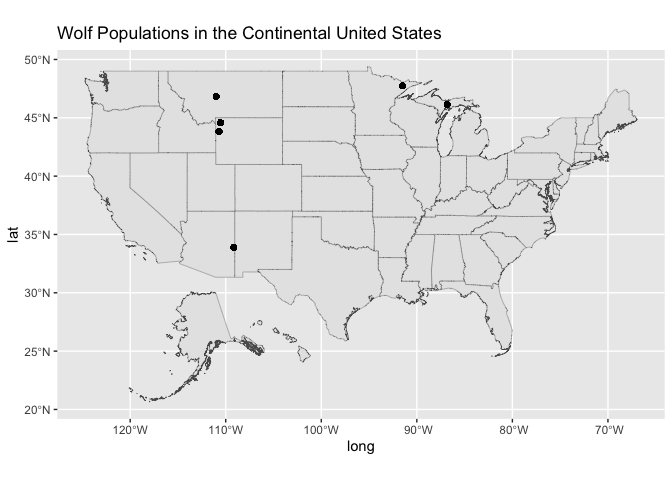 Wolf Populations in the Continental United States
50°N
45°N
40°N
35°N
30°N
25°N
20°N
lat
120°W 110°W 100°W 90°W 80°W 70°W
long